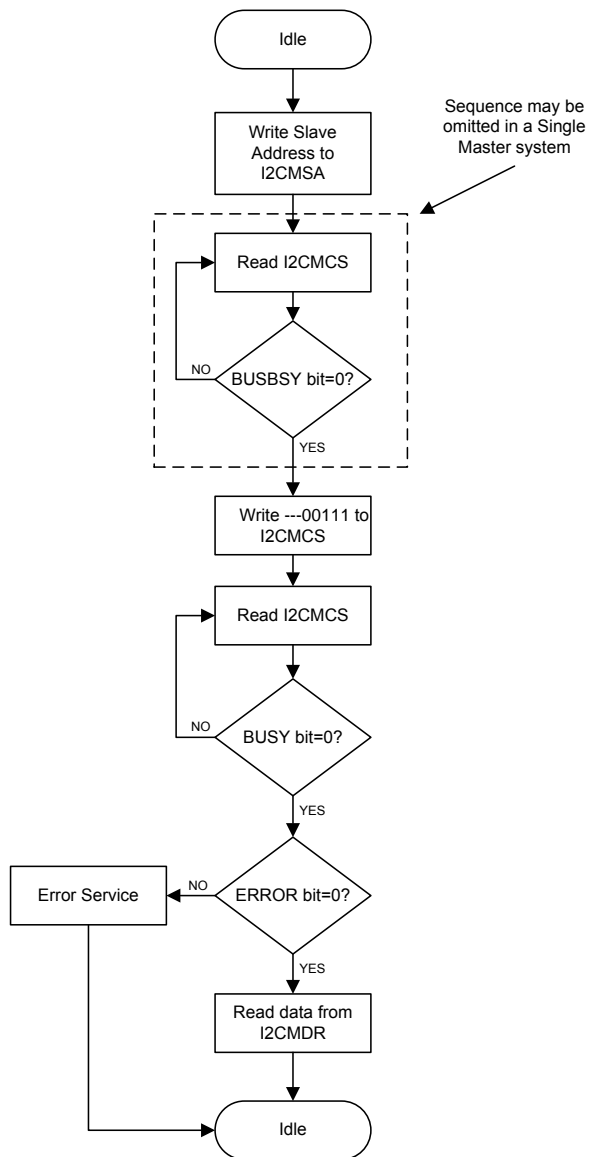 Idle
Write Slave
Address to
I2CMSA
Sequence may be
omitted in a Single
Master system
Read I2CMCS
NO
BUSBSY bit=0?
YES
Write ---00111 to
I2CMCS
Read I2CMCS
NO
BUSY bit=0?
YES
Error Service
NO
ERROR bit=0?
YES
Read data from
I2CMDR
Idle